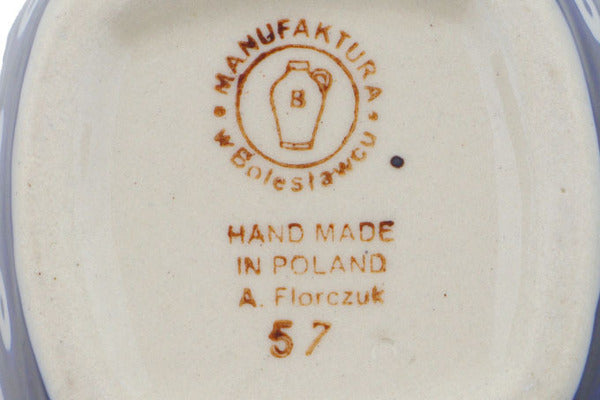 MANUFAKTURA
w Bolesławcu
B
HAND MADE
IN POLAND
A. Florczuk
57